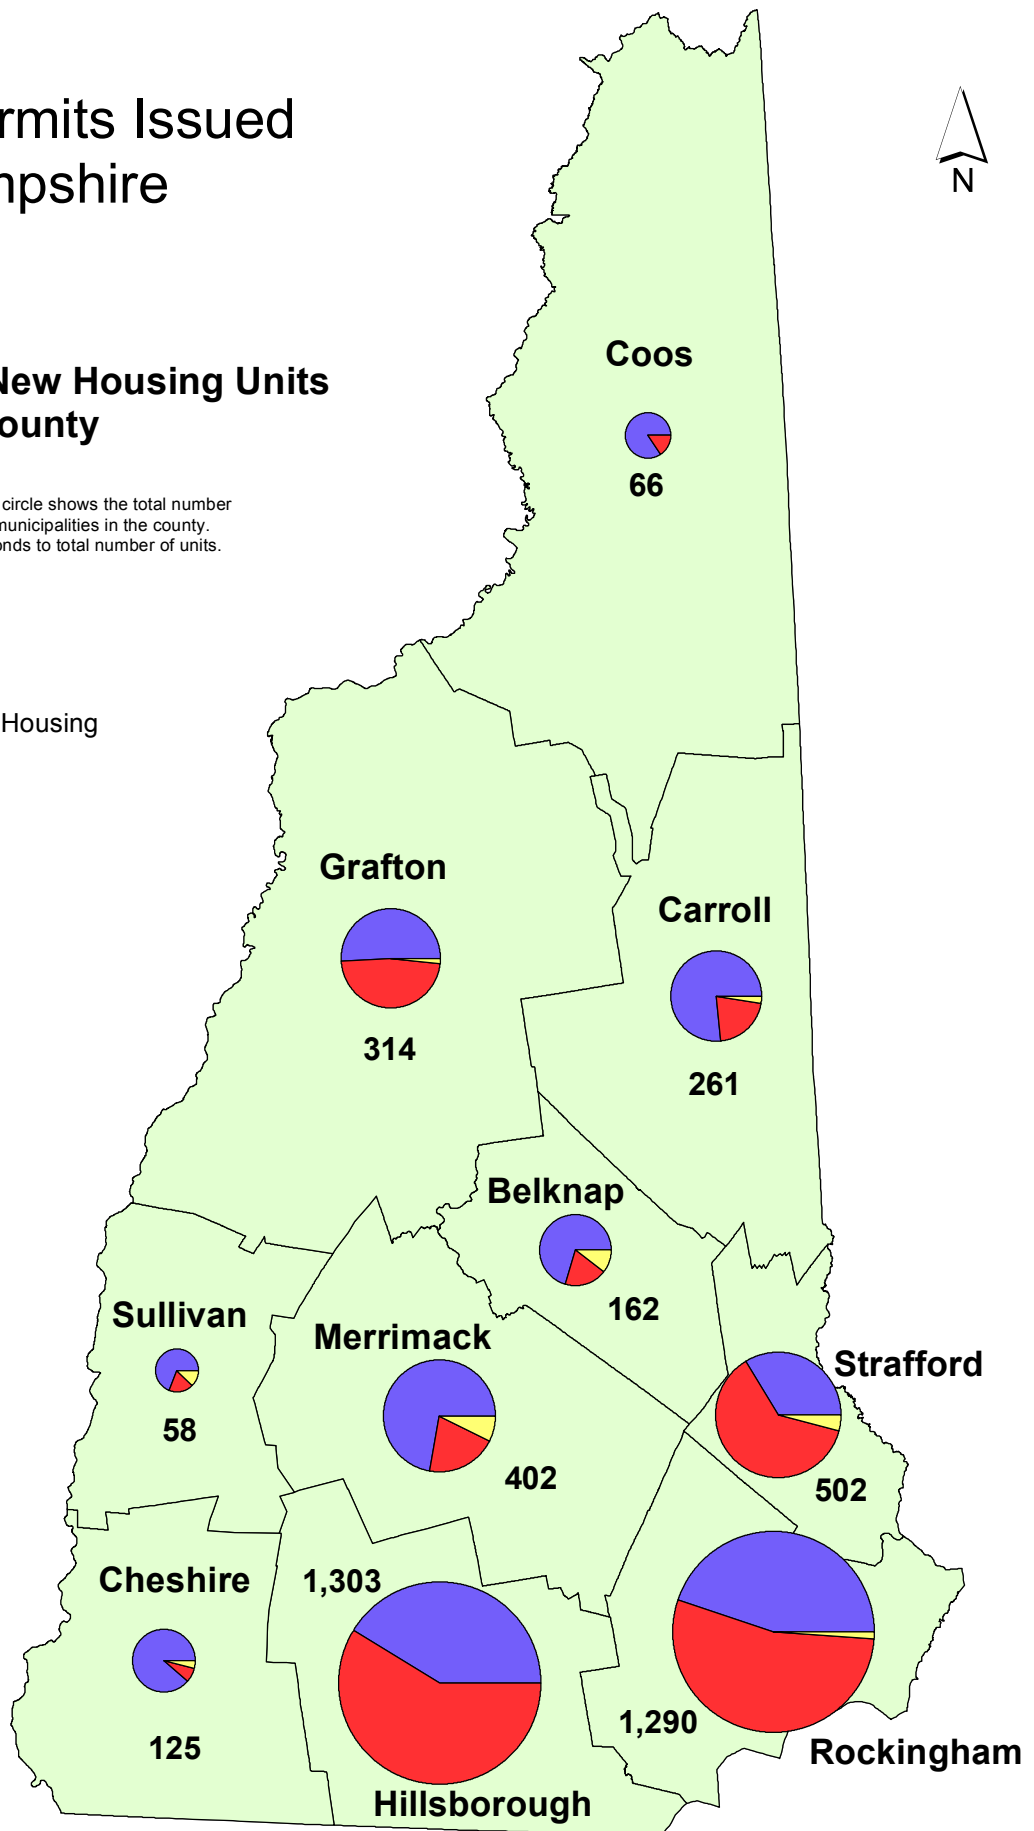 rmits Issued
mpshire
N
New Housing Units
ounty
Coos
circle shows the total number
municipalities in the county.
onds to total number of units.
66
Housing
Grafton
Carroll
314
261
Belknap
162
Sullivan
Merrimack
Strafford
58
402
502
Cheshire
1,303
1,290
125
Rockingham
Hillsborough